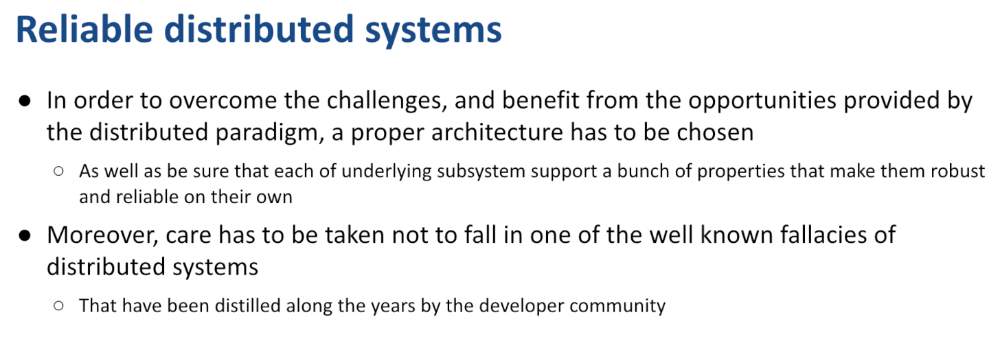 Reliable distributed systems
● In order to overcome the challenges, and benefit from the opportunities provided by
the distributed paradigm, a proper architecture has to be chosen
○ As well as be sure that each of underlying subsystem support a bunch of properties that make them robust
and reliable on their own
● Moreover, care has to be taken not to fall in one of the well known fallacies of
distributed systems
○ That have been distilled along the years by the developer community